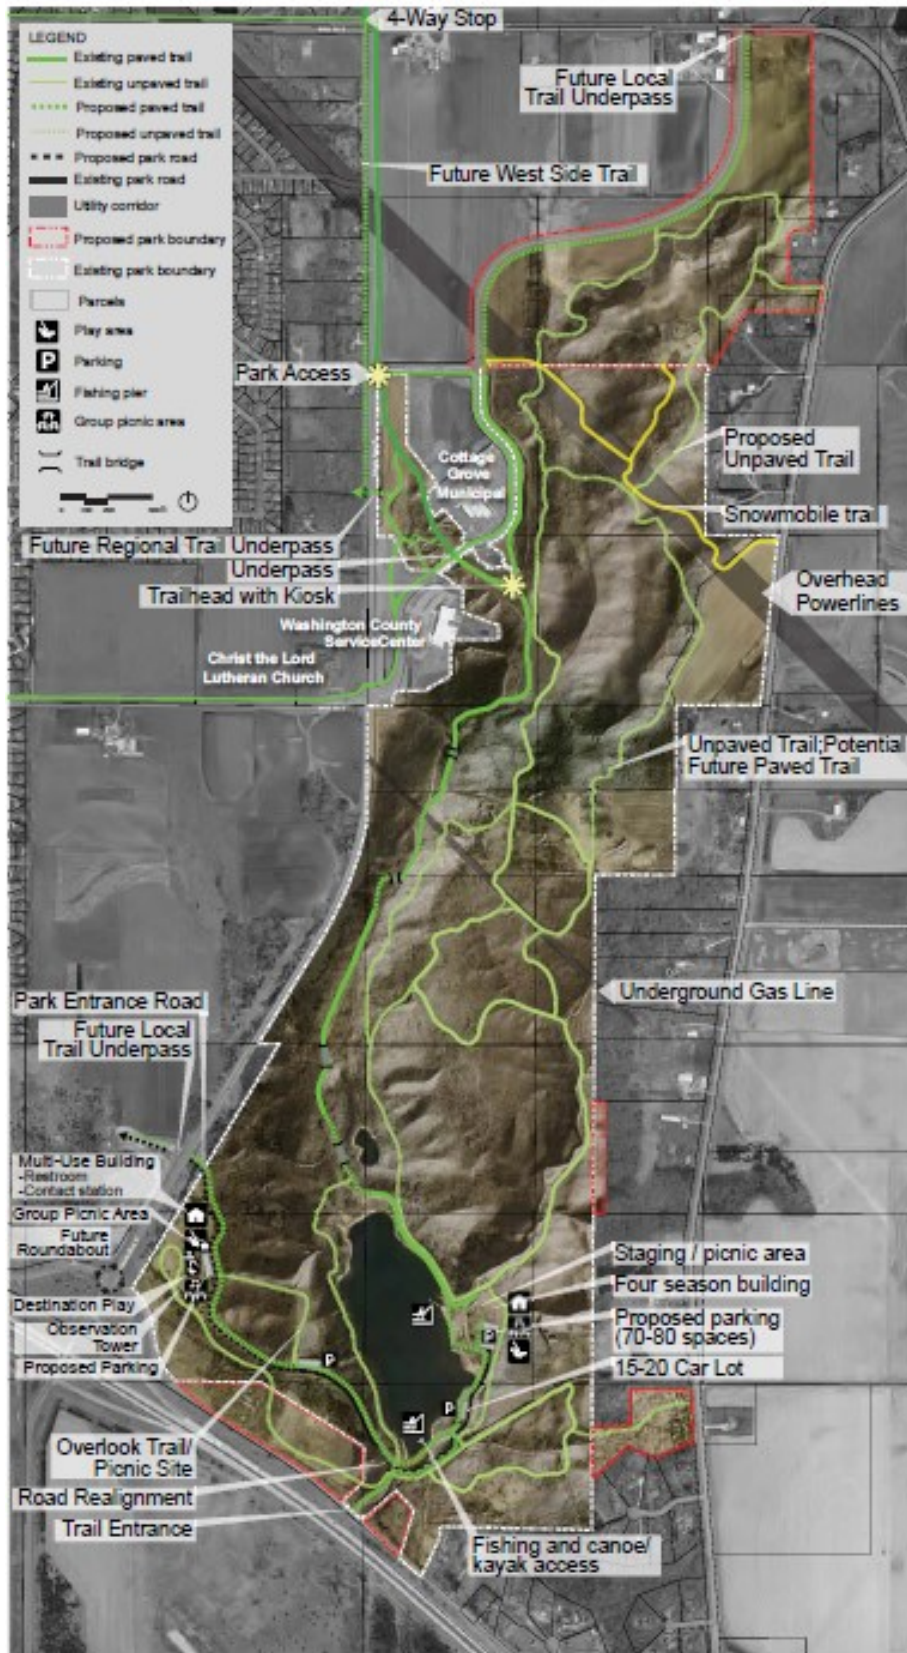 4-Way Stop
LEGEND
Existing paved trail
Existing unpaved trail
Proposed paved trail
Proposed unpaved trail
Proposed park road
Existing park road
Utility corridor
Proposed park boundary
Existing park boundary
Parcels
Play area
P
Parking
Fishing pier
Group picnic area
Trail bridge
Future Local
Trail Underpass
Future West Side Trail
Park Access
Cottage
Grove
Municipal
Proposed
Unpaved Trail
Snowmobile trail
Future Regional Trail Underpass
Underpass
Trailhead with Kiosk
Overhead
Powerlines
Washington County
ServiceCenter
Christ the Lord
Lutheran Church
Unpaved Trail;Potential
Future Paved Trail
Underground Gas Line
Park Entrance Road
Future Local
Trail Underpass
Multi-Use Building
-Restroom
-Contact station
Group Picnic Area
Future
Roundabout
Destination Play
Observation
Tower
Proposed Parking
P
Staging / picnic area
Four season building
Proposed parking
(70-80 spaces)
P
15-20 Car Lot
P
Overlook Trail/
Picnic Site
Road Realignment
Trail Entrance
Fishing and canoe/
kayak access